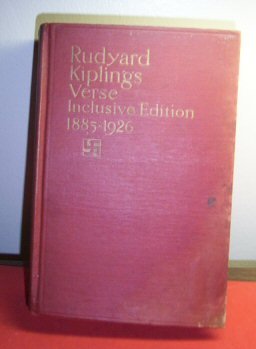 Rudyard
Kiplings
Verse
Inclusive Edition
1885-1926